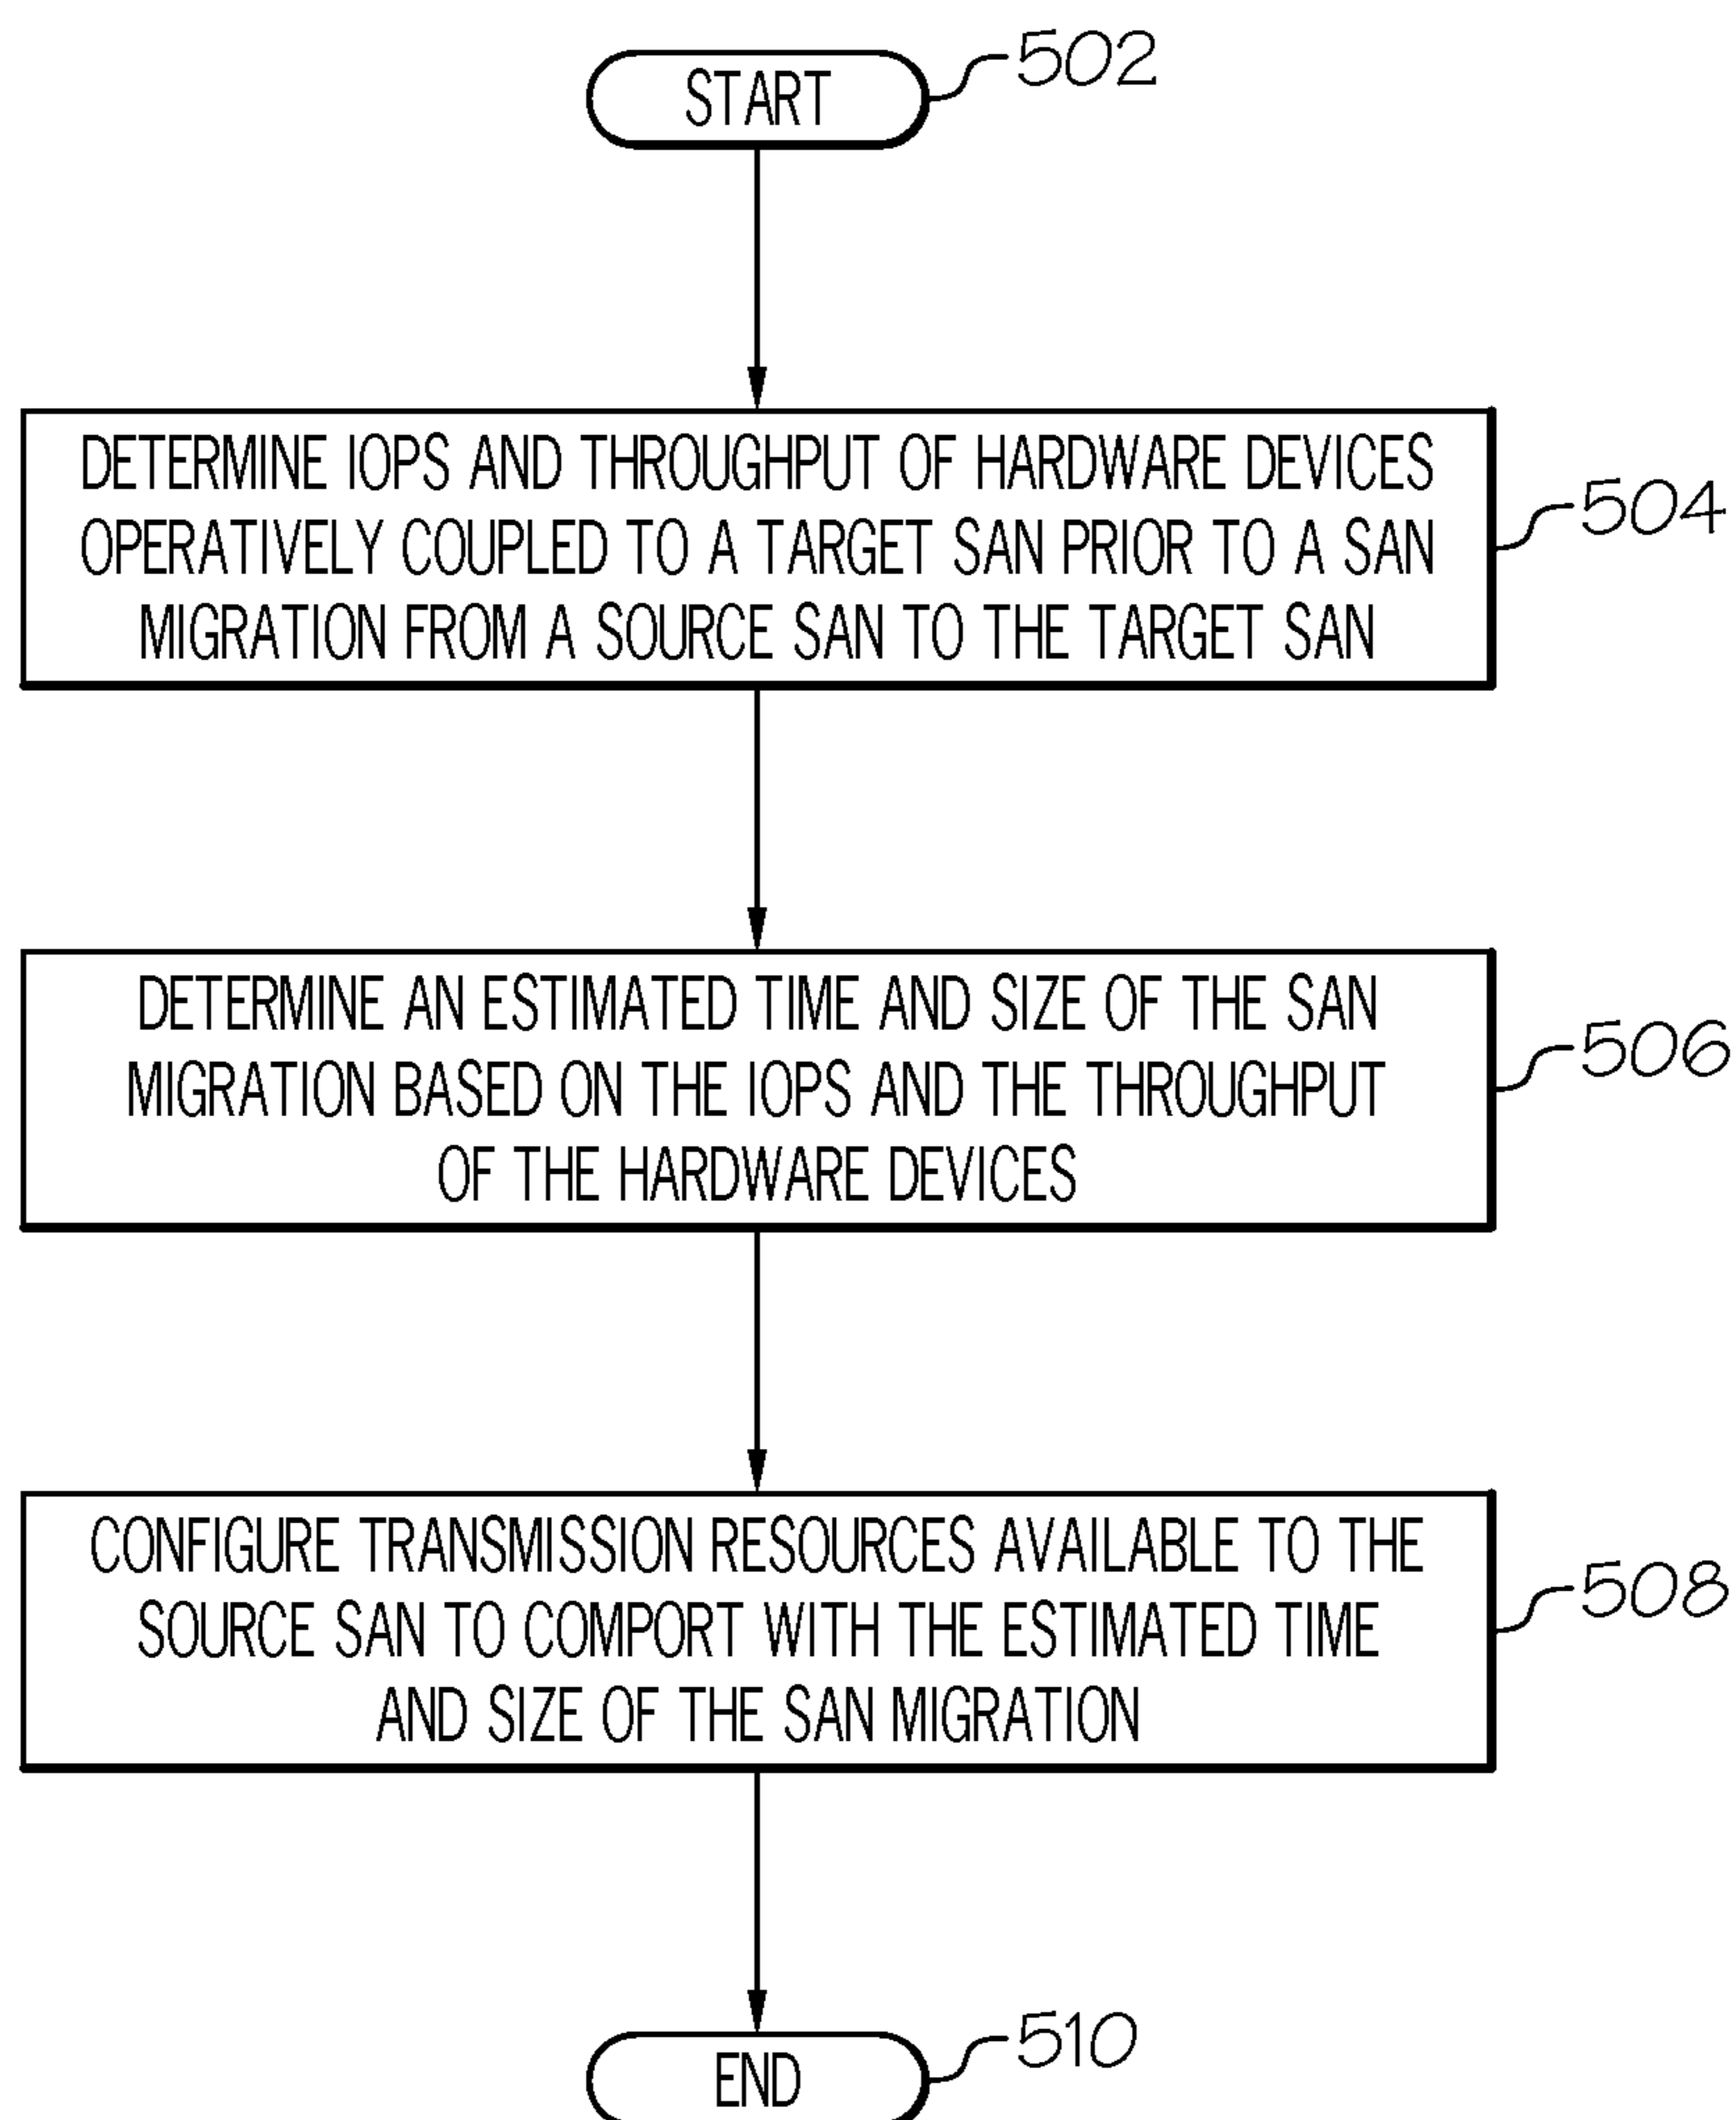 START
502
DETERMINE IOPS AND THROUGHPUT OF HARDWARE DEVICES
OPERATIVELY COUPLED TO A TARGET SAN PRIOR TO A SAN
MIGRATION FROM A SOURCE SAN TO THE TARGET SAN
504
DETERMINE AN ESTIMATED TIME AND SIZE OF THE SAN
MIGRATION BASED ON THE IOPS AND THE THROUGHPUT
OF THE HARDWARE DEVICES
506
CONFIGURE TRANSMISSION RESOURCES AVAILABLE TO THE
SOURCE SAN TO COMPORT WITH THE ESTIMATED TIME
AND SIZE OF THE SAN MIGRATION
508
END
510